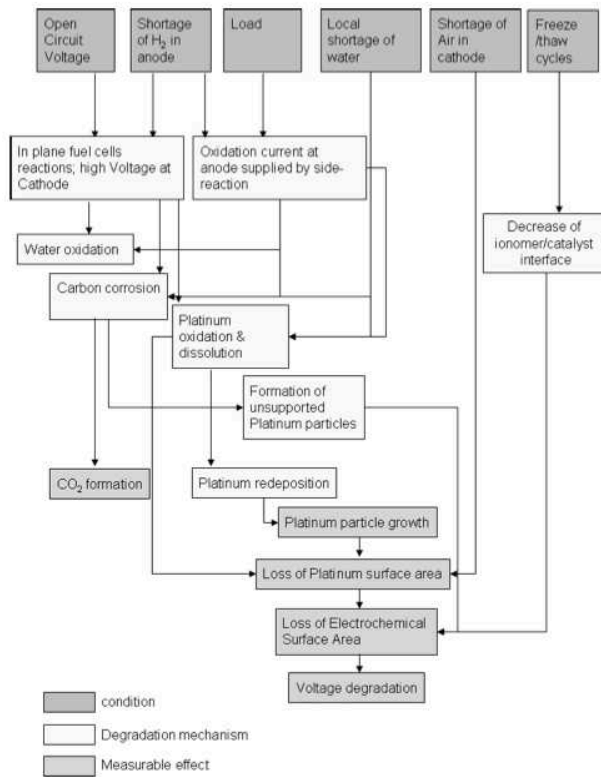 Open
Circuit
Voltage
Shortage
of H₂ in
anode
Load
Local
shortage of
water
Shortage of
Air in
cathode
Freeze
/thaw
cycles
In plane fuel cells
reactions; high Voltage at
Cathode
Oxidation current at
anode supplied by side-
reaction
Water oxidation
Decrease of
ionomer/catalyst
interface
Carbon corrosion
Platinum
oxidation &
dissolution
Formation of
unsupported
Platinum particles
CO₂ formation
Platinum redeposition
Platinum particle growth
Loss of Platinum surface area
Loss of Electrochemical
Surface Area
Voltage degradation
condition
Degradation mechanism
Measurable effect